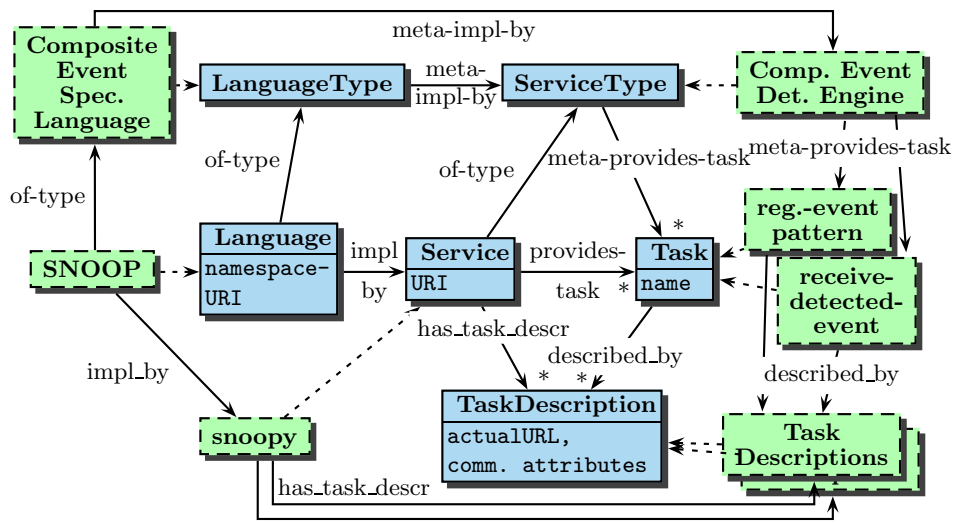 meta-impl-by
Composite
Event
Spec.
Language
LanguageType
meta-
impl-by
ServiceType
Comp. Event
Det. Engine
of-type
of-type
of-type
meta-provides-task
meta-provides-task
reg.-event
pattern
SNOOP
Language
namespace-
URI
impl
by
Service
URI
provides-
task
*
*
Task
name
receive-
detected-
event
has_task_descr
described_by
described_by
impl_by
*
*
TaskDescription
actualURL,
comm. attributes
snoopy
Task
Descriptions
has_task_descr